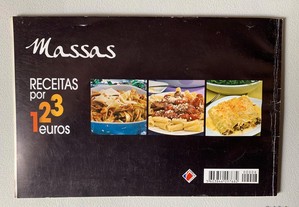 Massas
RECEITAS
por
1 2 3
euros